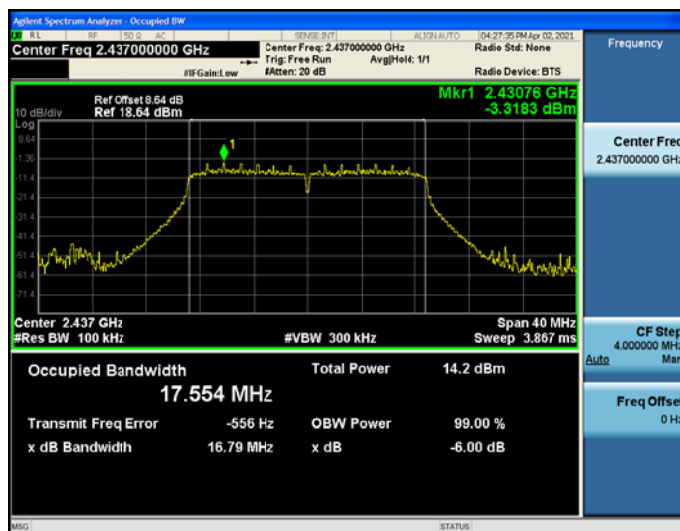 Agilent Spectrum Analyzer - Occupied BW
RL RF 50 Ω AC SENSE:INT ALIGN AUTO 04:27:35 PM Apr 02, 2021
Center Freq 2.437000000 GHz
Center Freq: 2.437000000 GHz
Radio Std: None
Trig: Free Run Avg|Hold: 1/1
#IFGain:Low #Atten: 20 dB Radio Device: BTS
Ref Offset 8.64 dB
10 dB/div Ref 18.64 dBm
Mkr1 2.43076 GHz
-3.3183 dBm
Log
8.64
-1.36
-11.4
-21.4
-31.4
-41.4
-51.4
-61.4
-71.4
1
Center 2.437 GHz Span 40 MHz
#Res BW 100 kHz #VBW 300 kHz Sweep 3.867 ms
Occupied Bandwidth Total Power 14.2 dBm
17.554 MHz
Transmit Freq Error -556 Hz OBW Power 99.00 %
x dB Bandwidth 16.79 MHz x dB -6.00 dB
MSG STATUS
Frequency
Center Freq
2.437000000 GHz
CF Step
4.000000 MHz
Auto Man
Freq Offset
0 Hz